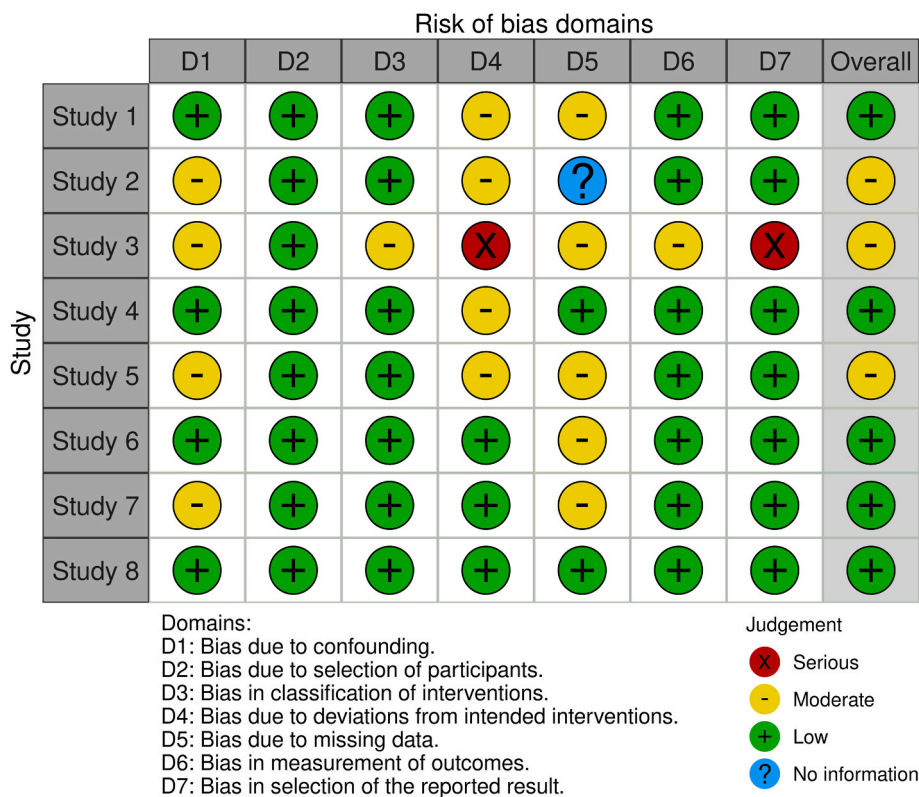 Risk of bias domains
D1 D2 D3 D4 D5 D6 D7 Overall
Study
Study 1 + + + - - + + +
Study 2 - + + - ? + + -
Study 3 - + - X - - X -
Study 4 + + + - + + + +
Study 5 - + + - - + + -
Study 6 + + + + - + + +
Study 7 - + + + - + + +
Study 8 + + + + + + + +
Domains:
D1: Bias due to confounding.
D2: Bias due to selection of participants.
D3: Bias in classification of interventions.
D4: Bias due to deviations from intended interventions.
D5: Bias due to missing data.
D6: Bias in measurement of outcomes.
D7: Bias in selection of the reported result.
Judgement
X Serious
- Moderate
+ Low
? No information